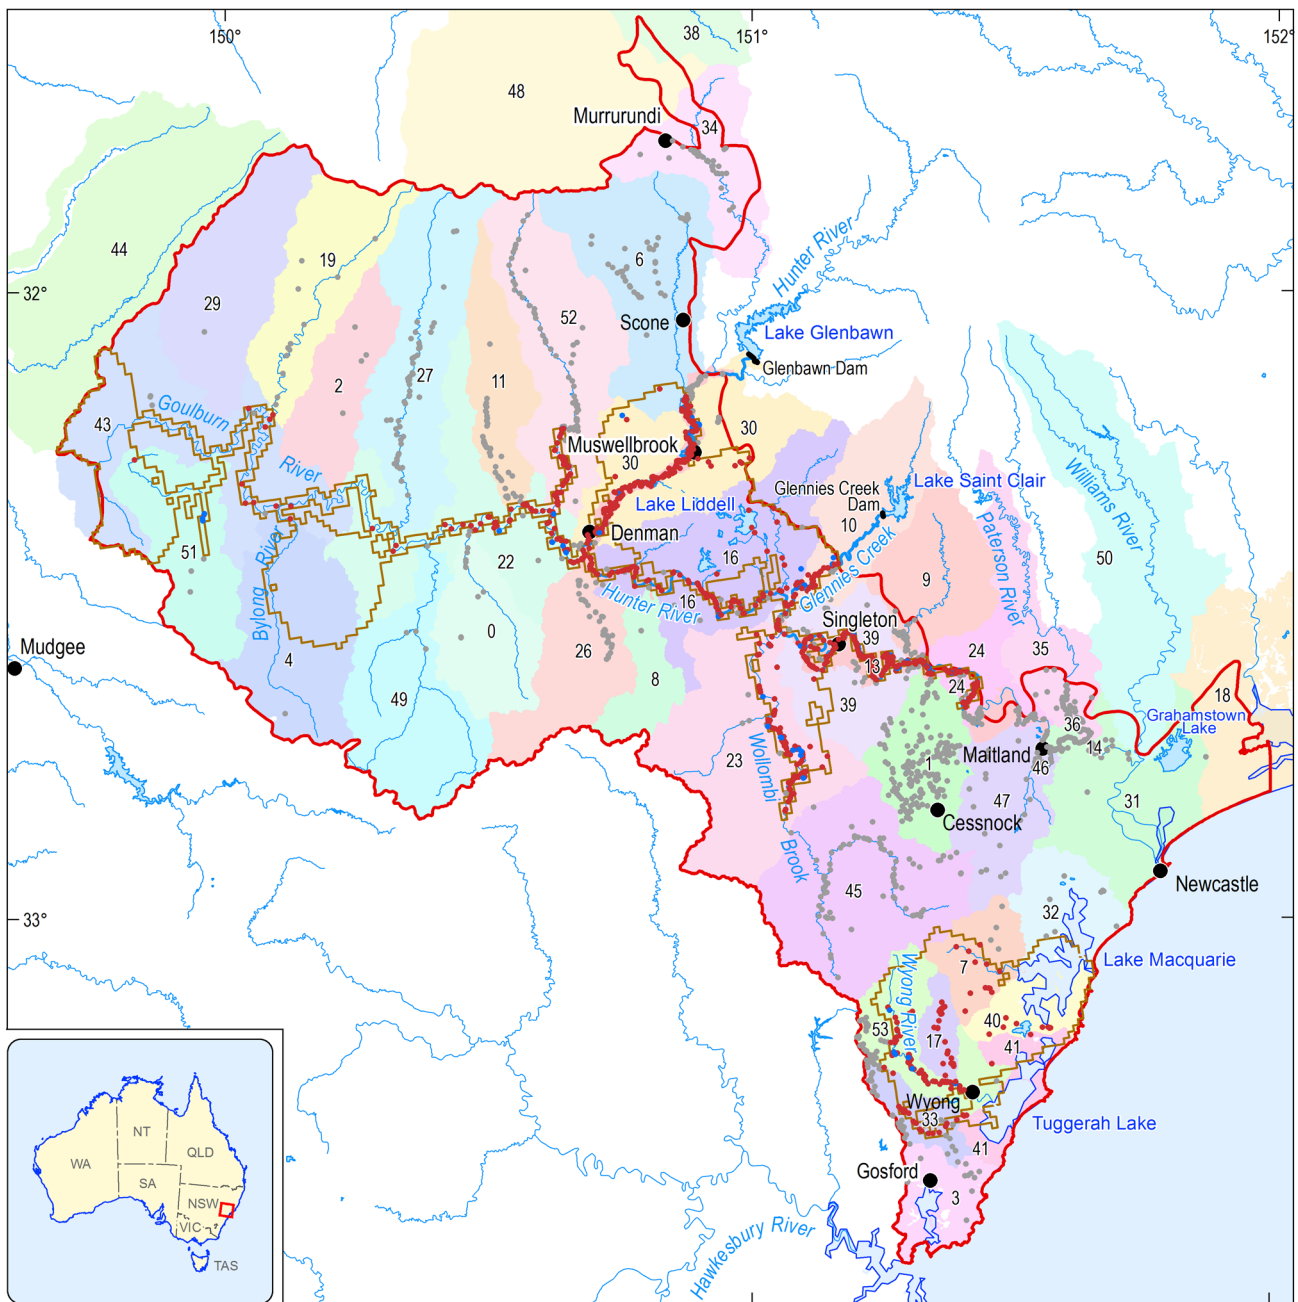 150°
151°
152°
38
48
Murrurundi
34
44
Hunter River
19
6
32°
29
52
Scone
Lake Glenbawn
Glenbawn Dam
27
11
2
Goulburn
43
30
Muswellbrook
30
River
Glennies Creek
Dam
Lake Saint Clair
Williams River
Lake Liddell
10
Paterson River
Denman
51
River
22
16
Glennies Creek
50
9
Bylong
Hunter River
16
Singleton
0
39
Mudgee
26
13
24
35
4
8
24
18
49
39
36
Grahamstown
Lake
14
23
Wollombi
Maitland
46
1
47
31
Cessnock
Brook
Newcastle
45
32
33°
Lake Macquarie
7
Wyong River
53
40
17
41
Wyong
33
Tuggerah Lake
41
Gosford
3
Hawkesbury River
NT
QLD
WA
SA
NSW
VIC
TAS